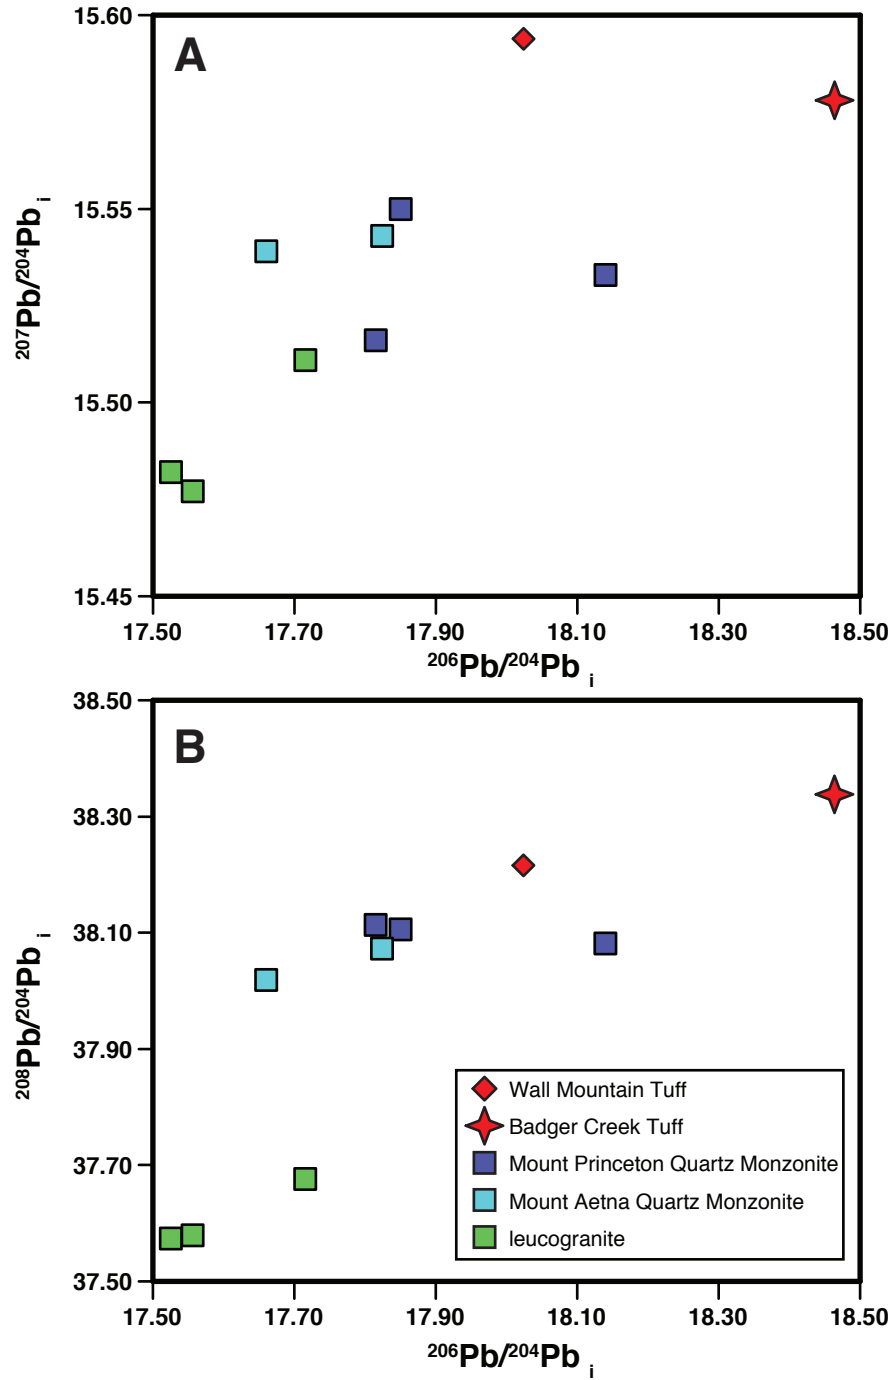 A
15.60
15.55
15.50
15.45
207Pb/204Pb i
17.50 17.70 17.90 18.10 18.30 18.50
206Pb/204Pb i
B
38.50
38.30
38.10
37.90
37.70
37.50
208Pb/204Pb i
Wall Mountain Tuff
Badger Creek Tuff
Mount Princeton Quartz Monzonite
Mount Aetna Quartz Monzonite
leucogranite
17.50 17.70 17.90 18.10 18.30 18.50
206Pb/204Pb i